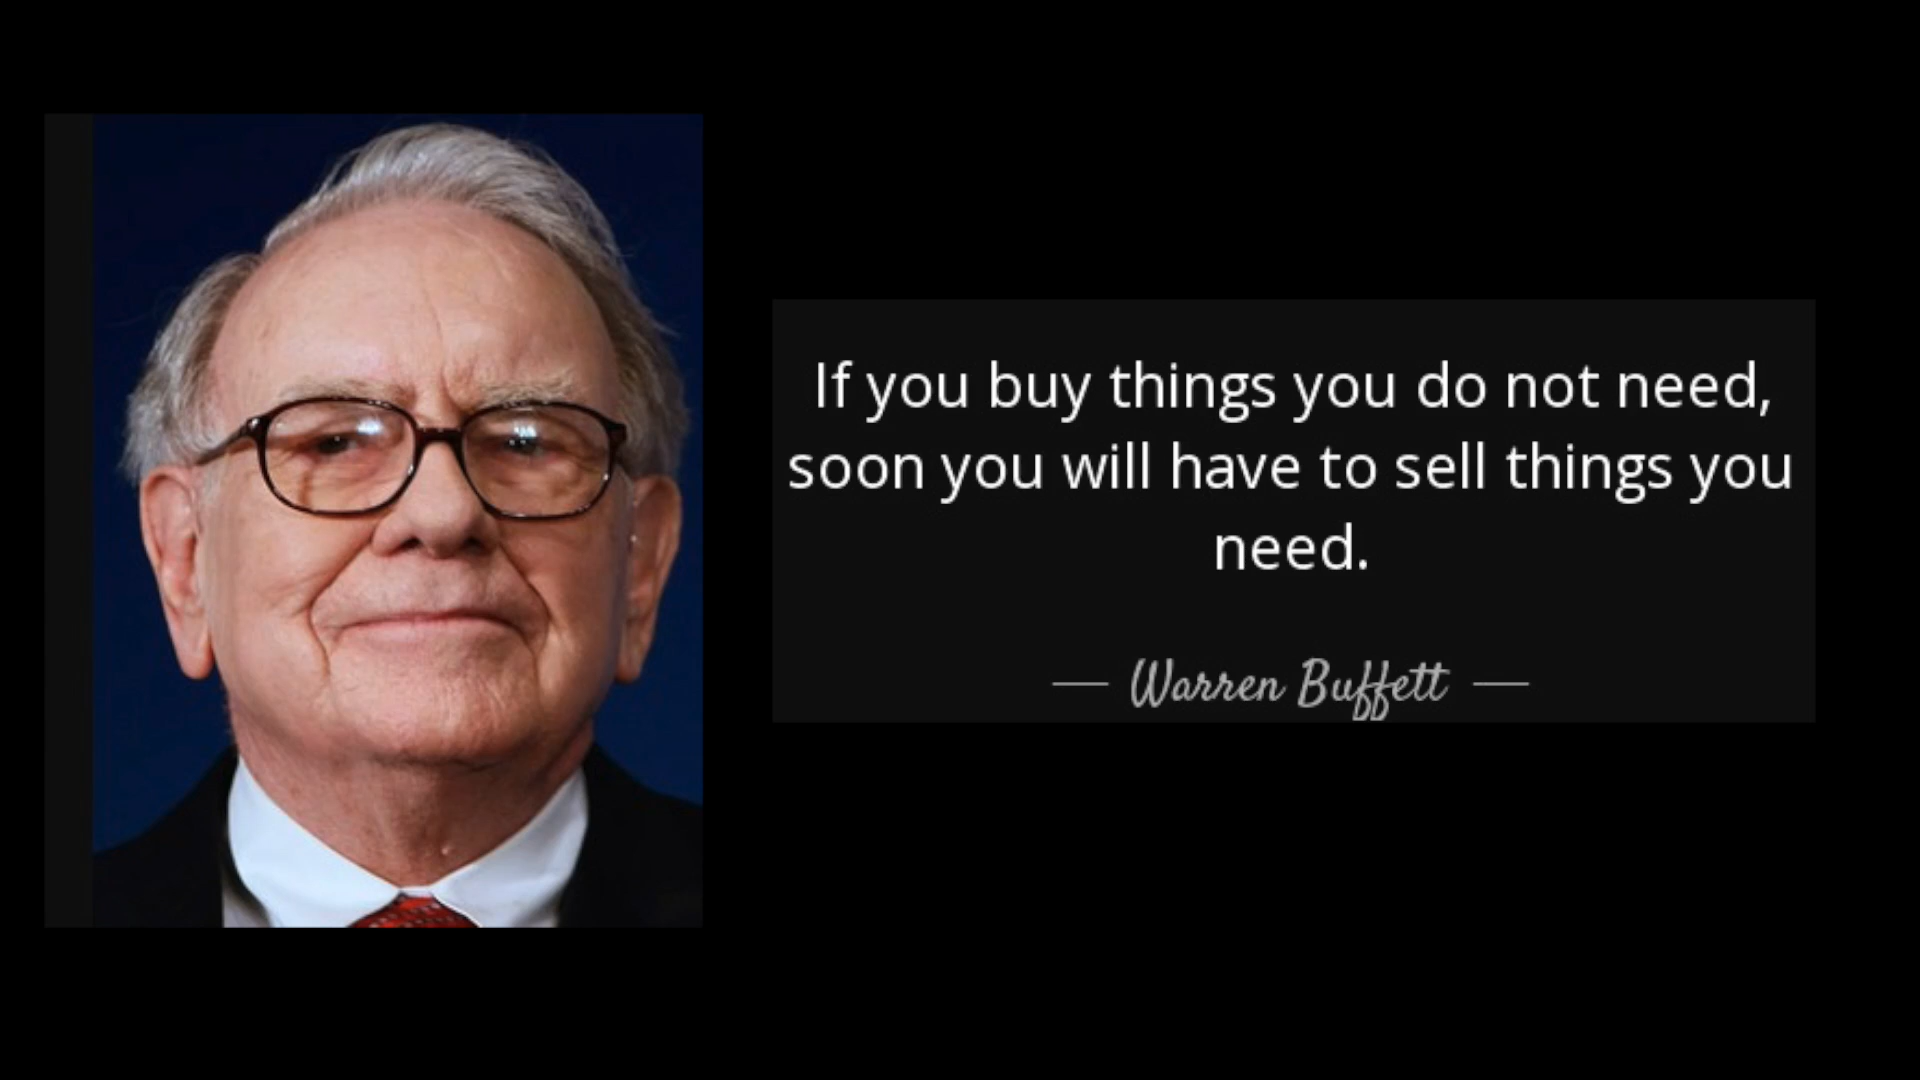 If you buy things you do not need,
soon you will have to sell things you
need.
— Warren Buffett —